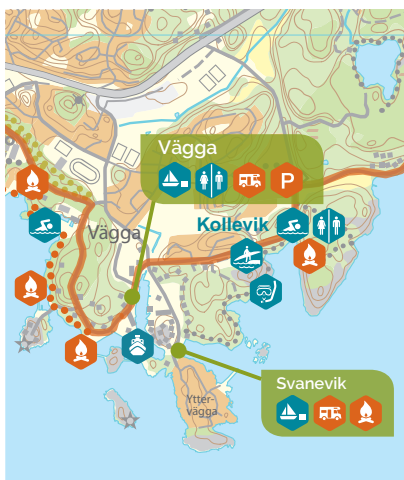 Vägga
P
Kollevik
Vägga
Svanevik
Ytter-
vägga